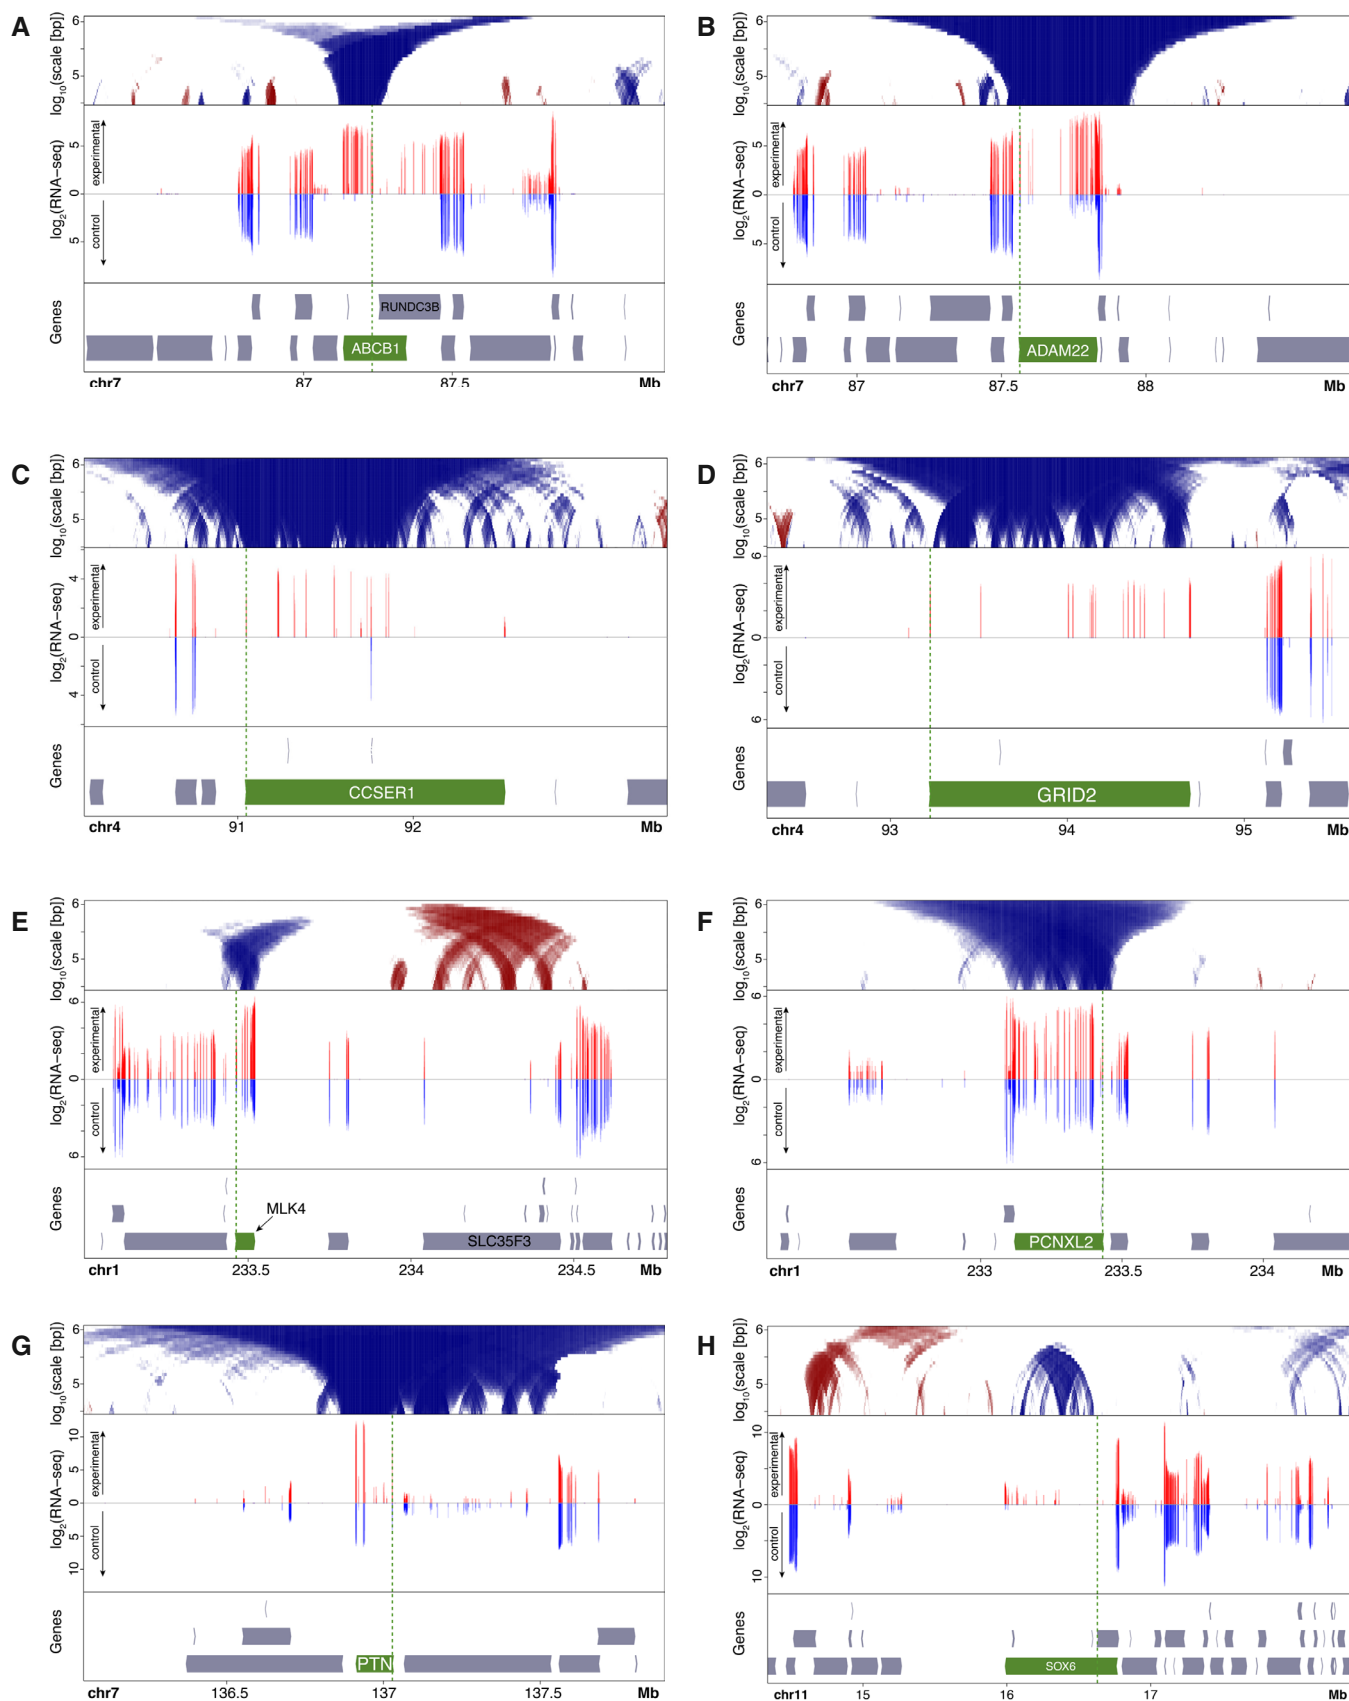 A
log10(scale [bp])
6
5
log2(RNA−seq)
experimental
control
5
0
5
Genes
RUNDC3B
ABCB1
chr7
87
87.5
Mb
B
log10(scale [bp])
6
5
log2(RNA−seq)
experimental
control
5
0
5
Genes
ADAM22
chr7
87
87.5
88
Mb
C
log10(scale [bp])
6
5
log2(RNA−seq)
experimental
control
4
0
4
Genes
CCSER1
chr4
91
92
Mb
D
log10(scale [bp])
6
5
log2(RNA−seq)
experimental
control
6
0
6
Genes
GRID2
chr4
93
94
95
Mb
E
log10(scale [bp])
6
5
log2(RNA−seq)
experimental
control
6
0
6
Genes
MLK4
SLC35F3
chr1
233.5
234
234.5
Mb
F
log10(scale [bp])
6
5
log2(RNA−seq)
experimental
control
6
0
6
Genes
PCNXL2
chr1
233
233.5
234
Mb
G
log10(scale [bp])
6
5
log2(RNA−seq)
experimental
control
10
5
0
5
10
Genes
PTN
chr7
136.5
137
137.5
Mb
H
log10(scale [bp])
6
5
log2(RNA−seq)
experimental
control
10
0
10
Genes
SOX6
chr11
15
16
17
Mb